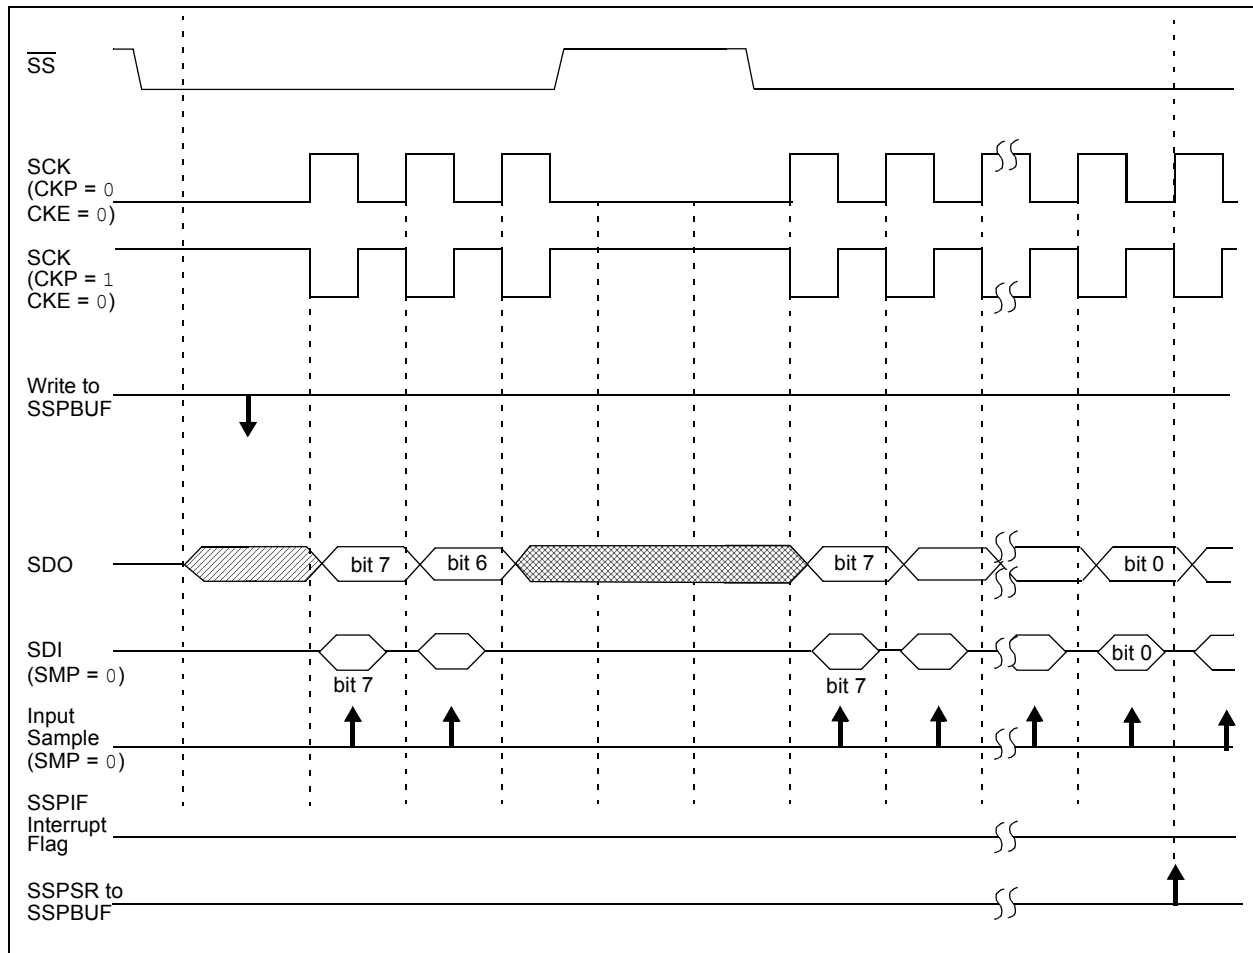 SS
SCK
(CKP = 0
CKE = 0)
SCK
(CKP = 1
CKE = 0)
Write to
SSPBUF
SDO
bit 7
bit 6
bit 7
bit 0
SDI
(SMP = 0)
bit 7
bit 7
bit 0
Input
Sample
(SMP = 0)
SSPIF
Interrupt
Flag
SSPSR to
SSPBUF